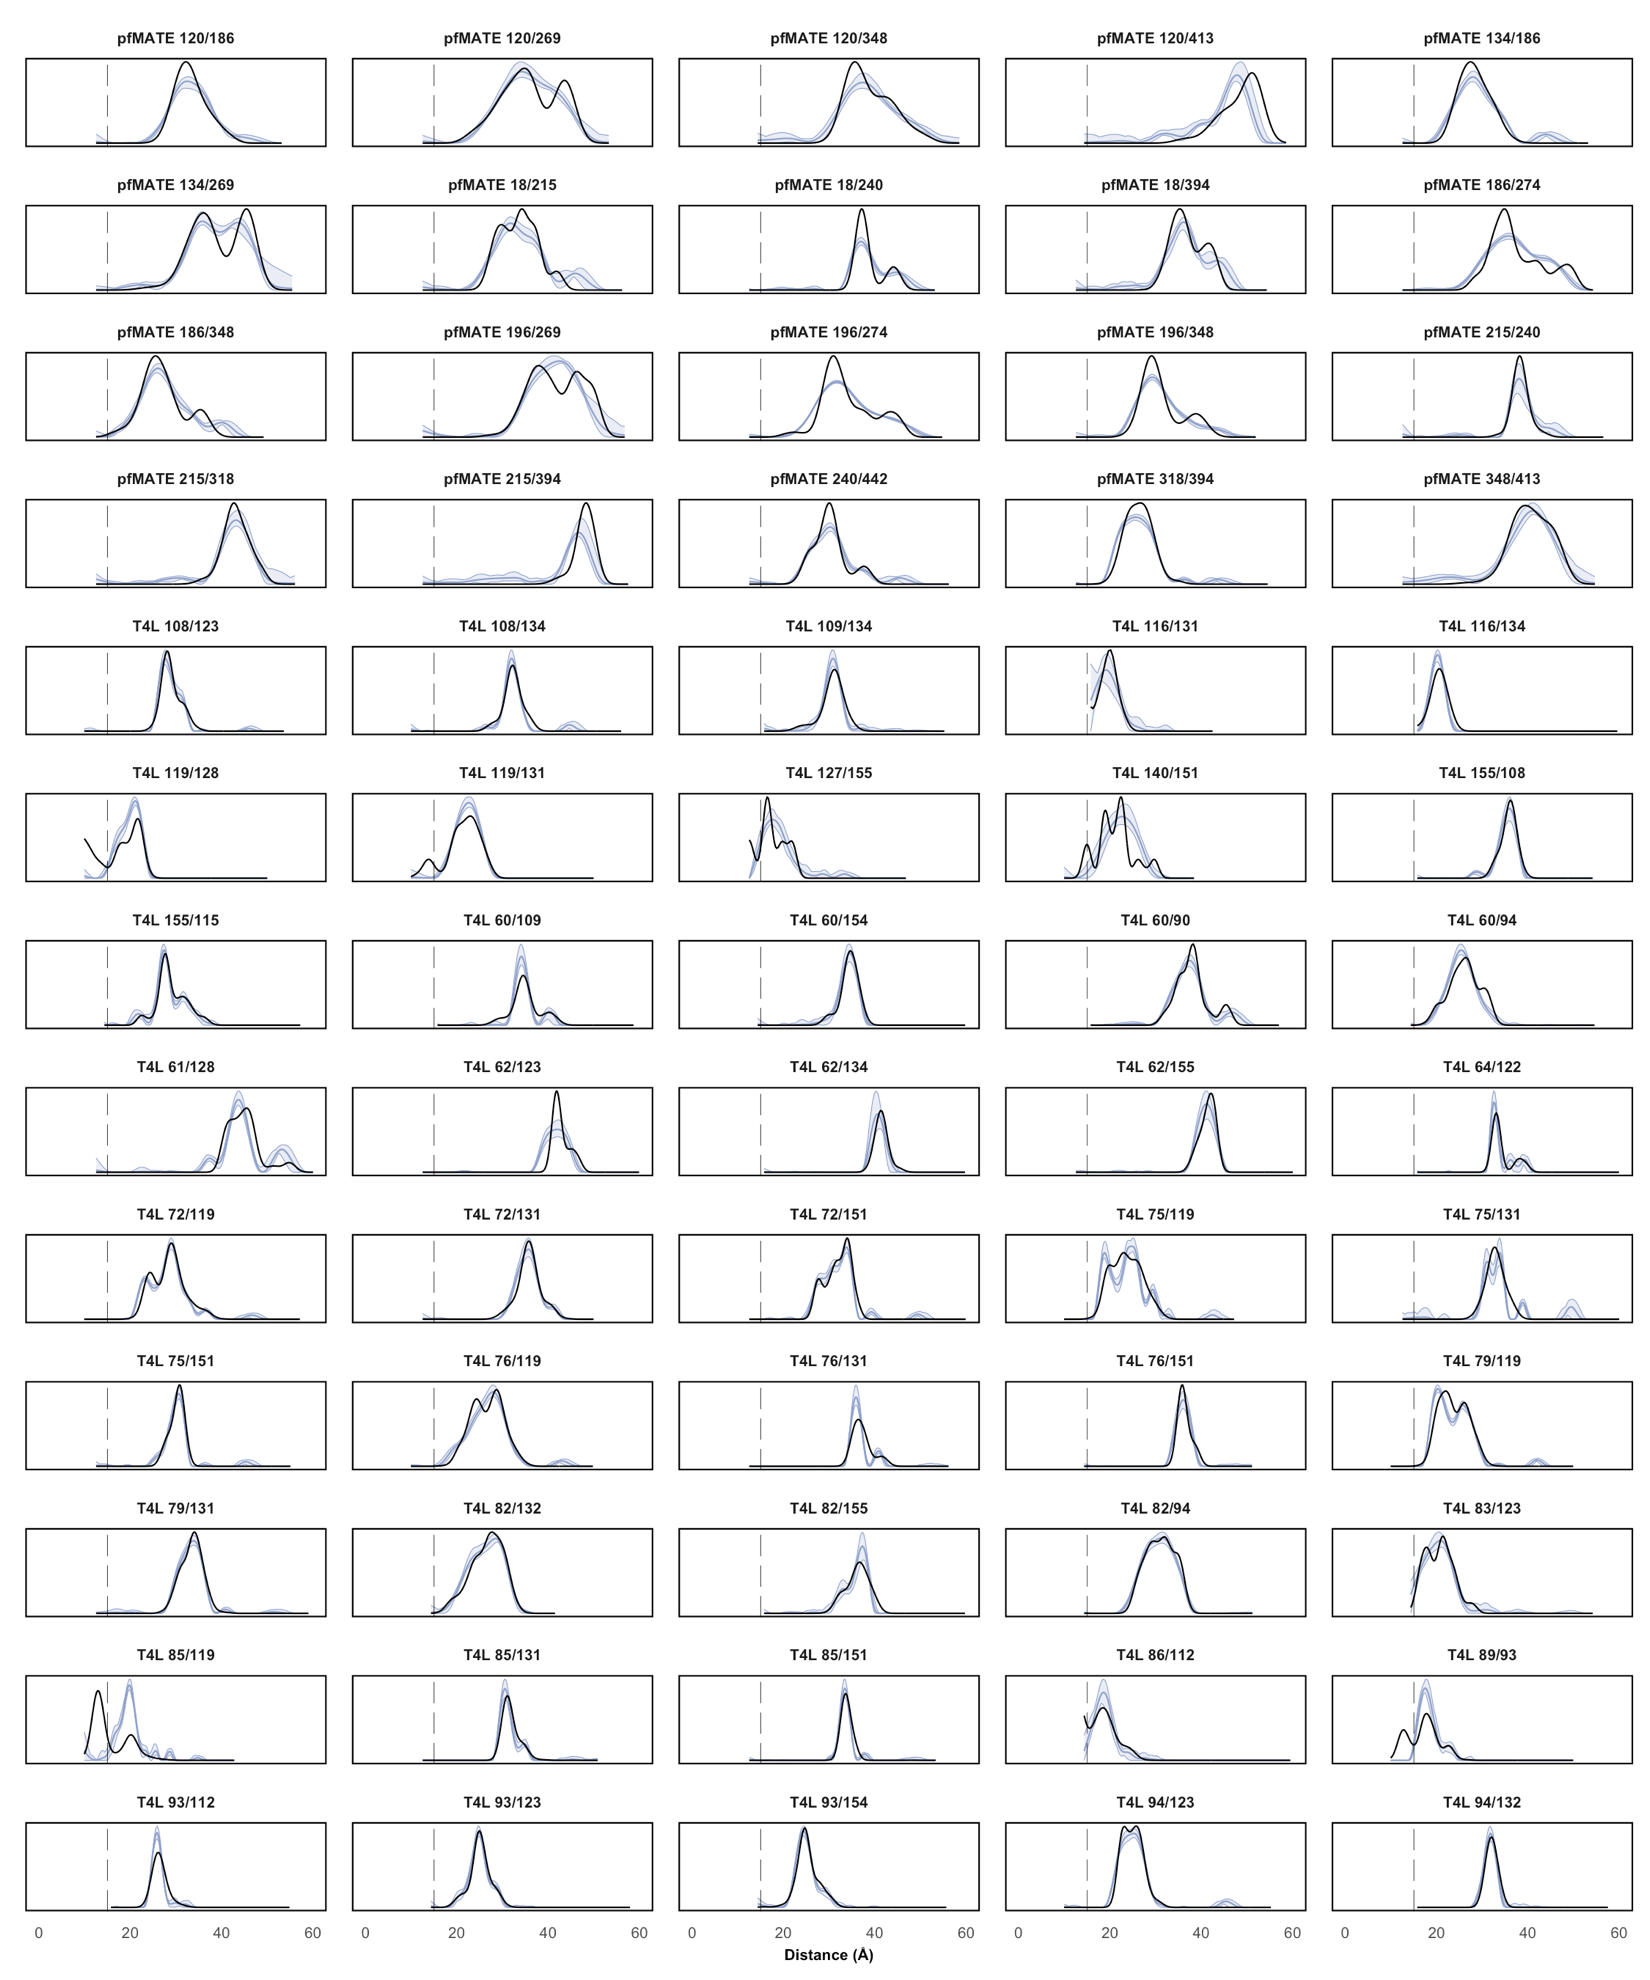 pfMATE 120/186 pfMATE 120/269 pfMATE 120/348 pfMATE 120/413 pfMATE 134/186
pfMATE 134/269 pfMATE 18/215 pfMATE 18/240 pfMATE 18/394 pfMATE 186/274
pfMATE 186/348 pfMATE 196/269 pfMATE 196/274 pfMATE 196/348 pfMATE 215/240
pfMATE 215/318 pfMATE 215/394 pfMATE 240/442 pfMATE 318/394 pfMATE 348/413
T4L 108/123 T4L 108/134 T4L 109/134 T4L 116/131 T4L 116/134
T4L 119/128 T4L 119/131 T4L 127/155 T4L 140/151 T4L 155/108
T4L 155/115 T4L 60/109 T4L 60/154 T4L 60/90 T4L 60/94
T4L 61/128 T4L 62/123 T4L 62/134 T4L 62/155 T4L 64/122
T4L 72/119 T4L 72/131 T4L 72/151 T4L 75/119 T4L 75/131
T4L 75/151 T4L 76/119 T4L 76/131 T4L 76/151 T4L 79/119
T4L 79/131 T4L 82/132 T4L 82/155 T4L 82/94 T4L 83/123
T4L 85/119 T4L 85/131 T4L 85/151 T4L 86/112 T4L 89/93
T4L 93/112 T4L 93/123 T4L 93/154 T4L 94/123 T4L 94/132
0 20 40 60 0 20 40 60 0 20 40 60 0 20 40 60 0 20 40 60
Distance (Å)